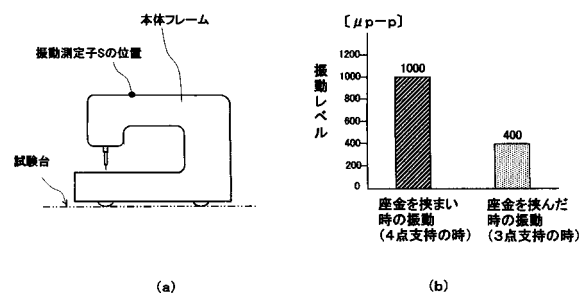 本体フレーム
振動測定子Sの位置
試験台
(a)
[μp-p]
振動レベル
1200
1000
800
600
400
200
0
1000
400
座金を挟まい
時の振動
(4点支持の時)
座金を挟んだ
時の振動
(3点支持の時)
(b)